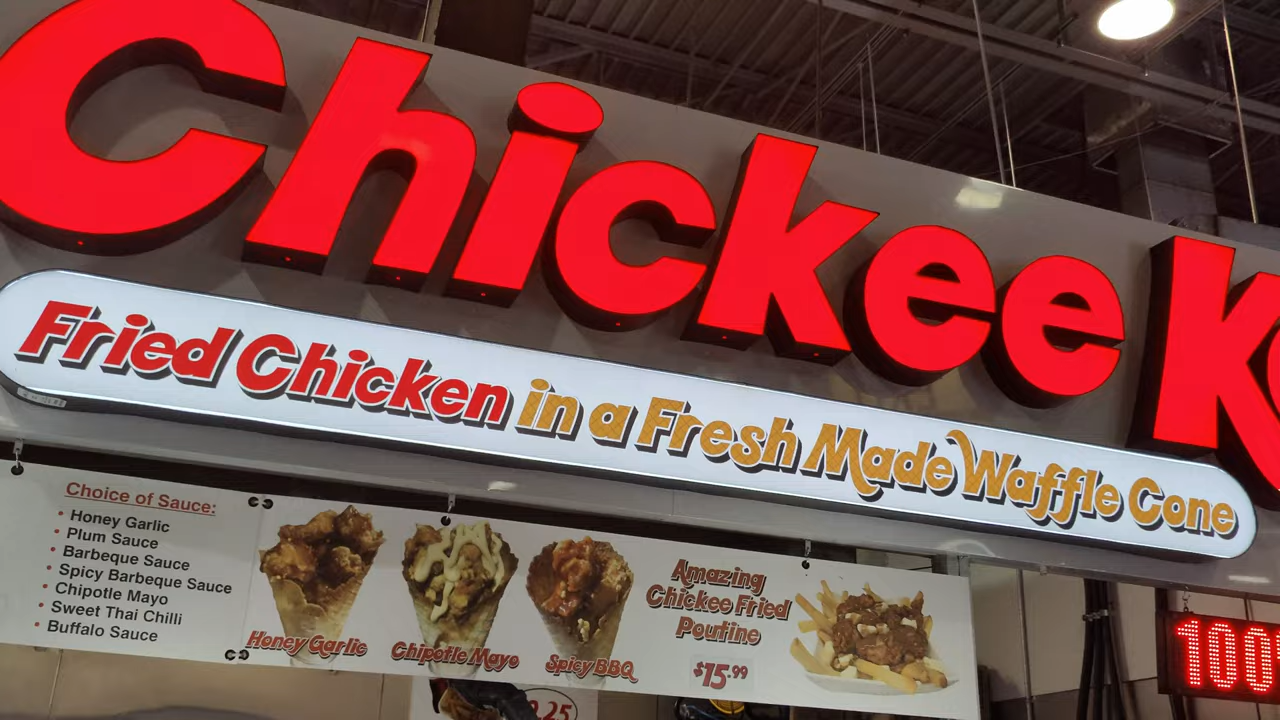 Chickee K
Fried Chicken in a Fresh Made Waffle Cone
Choice of Sauce:
• Honey Garlic
• Plum Sauce
• Barbeque Sauce
• Spicy Barbeque Sauce
• Chipotle Mayo
• Sweet Thai Chilli
• Buffalo Sauce
Honey Garlic
Chipotle Mayo
Spicy BBQ
Amazing
Chickee Fried
Poutine
$15.99
.25
100